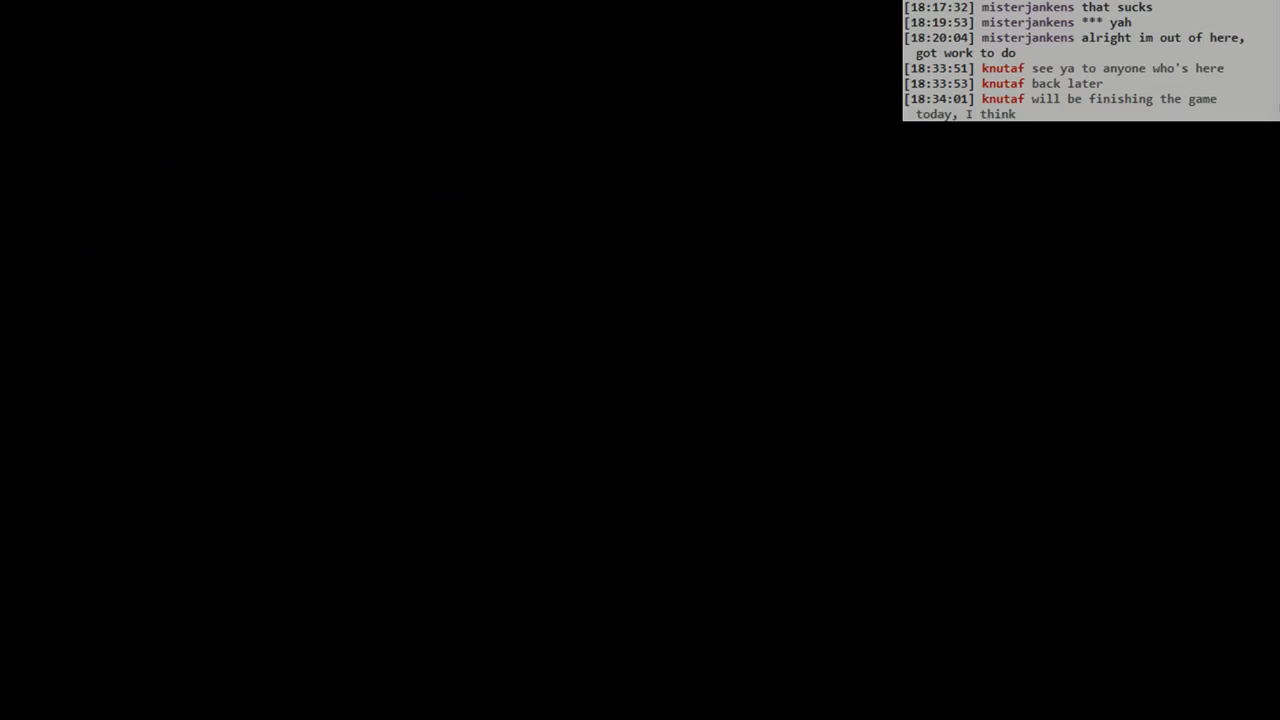 [18:17:32] misterjankens that sucks
[18:19:53] misterjankens *** yah
[18:20:04] misterjankens alright im out of here,
got work to do
[18:33:51] knutaf see ya to anyone who's here
[18:33:53] knutaf back later
[18:34:01] knutaf will be finishing the game
today, I think